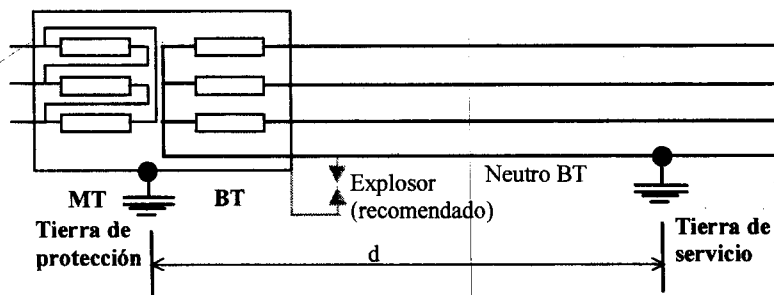 Explosor
(recomendado)
Neutro BT
MT
BT
Tierra de
protección
d
Tierra de
servicio